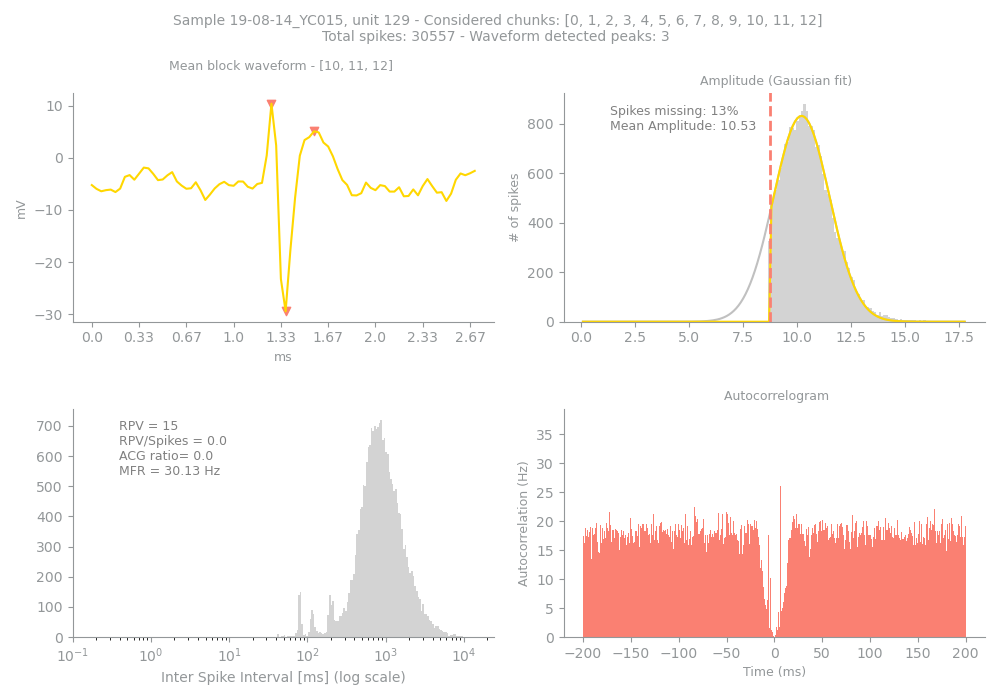 Sample 19-08-14_YC015, unit 129 - Considered chunks: [0, 1, 2, 3, 4, 5, 6, 7, 8, 9, 10, 11, 12]
Total spikes: 30557 - Waveform detected peaks: 3
Mean block waveform - [10, 11, 12]
10
0
−10
−20
−30
mV
0.0 0.33 0.67 1.0 1.33 1.67 2.0 2.33 2.67
ms
Amplitude (Gaussian fit)
Spikes missing: 13%
Mean Amplitude: 10.53
800
600
400
200
0
# of spikes
0.0 2.5 5.0 7.5 10.0 12.5 15.0 17.5
RPV = 15
RPV/Spikes = 0.0
ACG ratio= 0.0
MFR = 30.13 Hz
700
600
500
400
300
200
100
0
10⁻¹ 10⁰ 10¹ 10² 10³ 10⁴
Inter Spike Interval [ms] (log scale)
Autocorrelogram
35
30
25
20
15
10
5
0
Autocorrelation (Hz)
−200 −150 −100 −50 0 50 100 150 200
Time (ms)